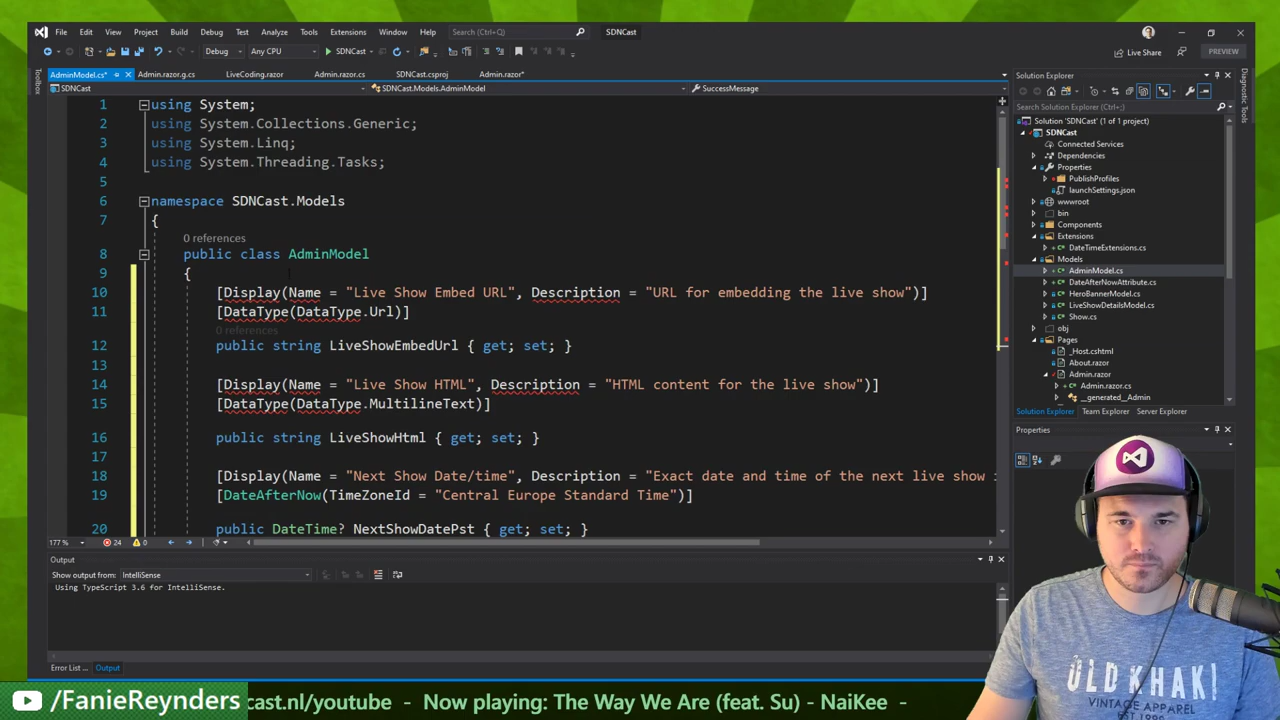 File Edit View Project Build Debug Test Analyze Tools Extensions Window Help Search (Ctrl+Q) SDNCast
Debug Any CPU SDNCast Live Share PREVIEW
AdminModel.cs* Admin.razor.g.cs LiveCoding.razor Admin.razor.cs SDNCast.csproj Admin.razor*
SDNCast SDNCast.Models.AdminModel SuccessMessage
Toolbox
1 using System;
2 using System.Collections.Generic;
3 using System.Linq;
4 using System.Threading.Tasks;
5
6 namespace SDNCast.Models
7 {
0 references
8 public class AdminModel
9 {
10 [Display(Name = "Live Show Embed URL", Description = "URL for embedding the live show")]
11 [DataType(DataType.Url)]
0 references
12 public string LiveShowEmbedUrl { get; set; }
13
14 [Display(Name = "Live Show HTML", Description = "HTML content for the live show")]
15 [DataType(DataType.MultilineText)]
16 public string LiveShowHtml { get; set; }
17
18 [Display(Name = "Next Show Date/time", Description = "Exact date and time of the next live show i
19 [DateAfterNow(TimeZoneId = "Central Europe Standard Time")]
20 public DateTime? NextShowDatePst { get; set; }
177 % 24 0
Output
Show output from: IntelliSense
Using TypeScript 3.6 for IntelliSense.
Error List ... Output
Solution Explorer
Search Solution Explorer (Ctrl+;)
Solution 'SDNCast' (1 of 1 project)
SDNCast
Connected Services
Dependencies
Properties
PublishProfiles
launchSettings.json
wwwroot
bin
Components
Extensions
DateTimeExtensions.cs
Models
AdminModel.cs
DateAfterNowAttribute.cs
HeroBannerModel.cs
LiveShowDetailsModel.cs
Show.cs
obj
Pages
_Host.cshtml
About.razor
Admin.razor
Admin.razor.cs
__generated__Admin
Solution Explorer Team Explorer Server Explorer
Properties
Diagnostic Tools
OLD KHAKI
VINTAGE APPAREL
/FanieReynders
cast.nl/youtube - Now playing: The Way We Are (feat. Su) - NaiKee -